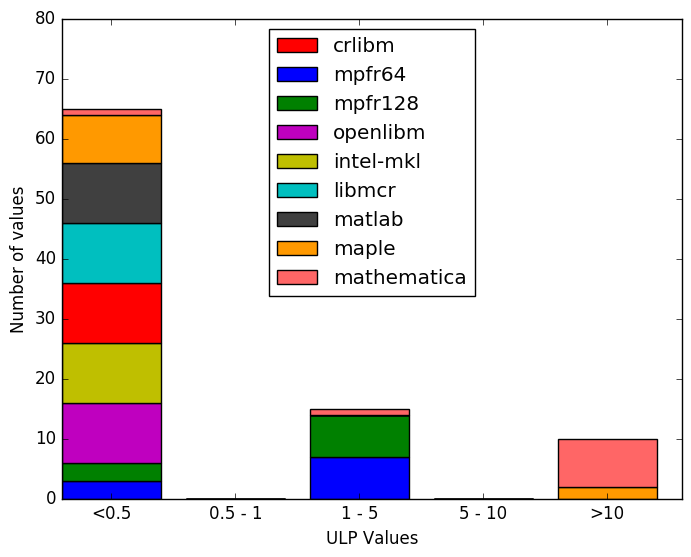 80
70
60
50
40
30
20
10
0
Number of values
crlibm
mpfr64
mpfr128
openlibm
intel-mkl
libmcr
matlab
maple
mathematica
<0.5
0.5 - 1
1 - 5
5 - 10
>10
ULP Values